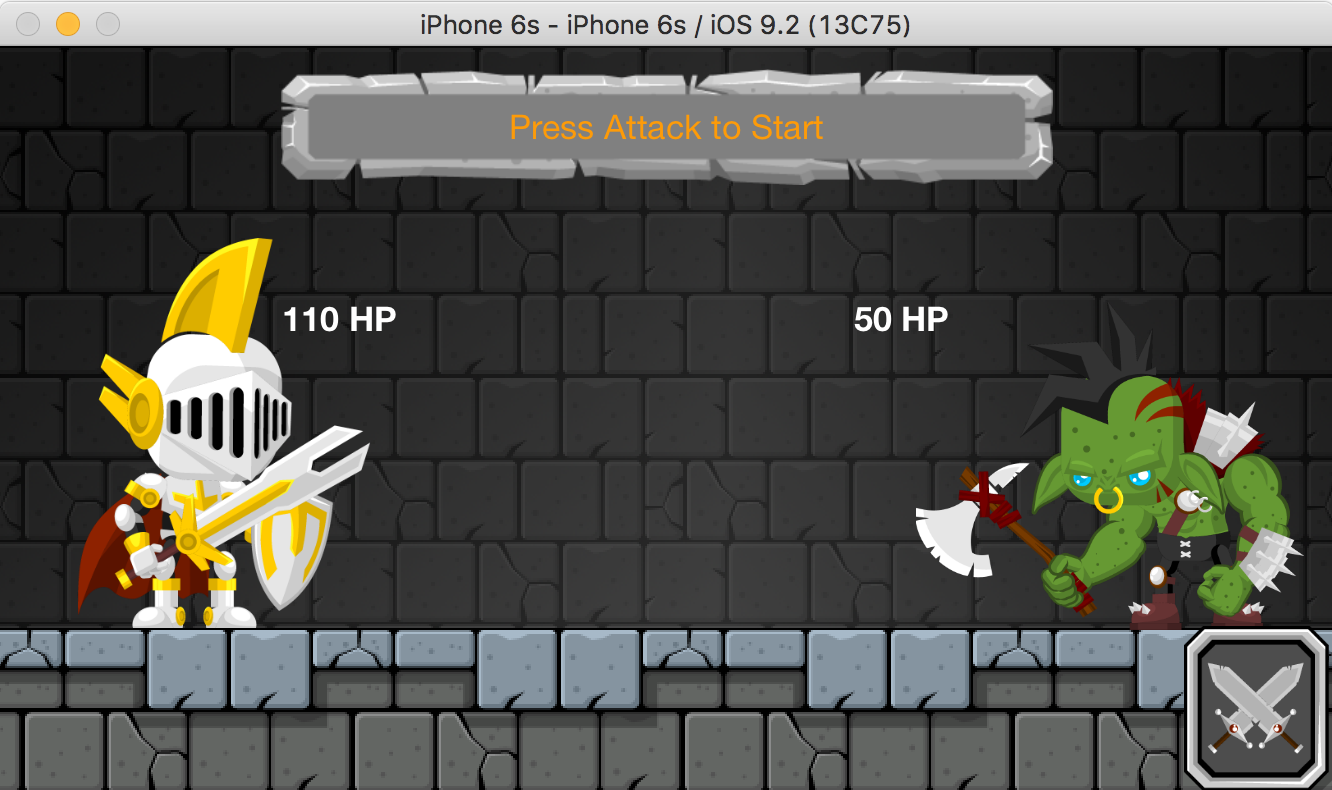 iPhone 6s - iPhone 6s / iOS 9.2 (13C75)
Press Attack to Start
110 HP
50 HP